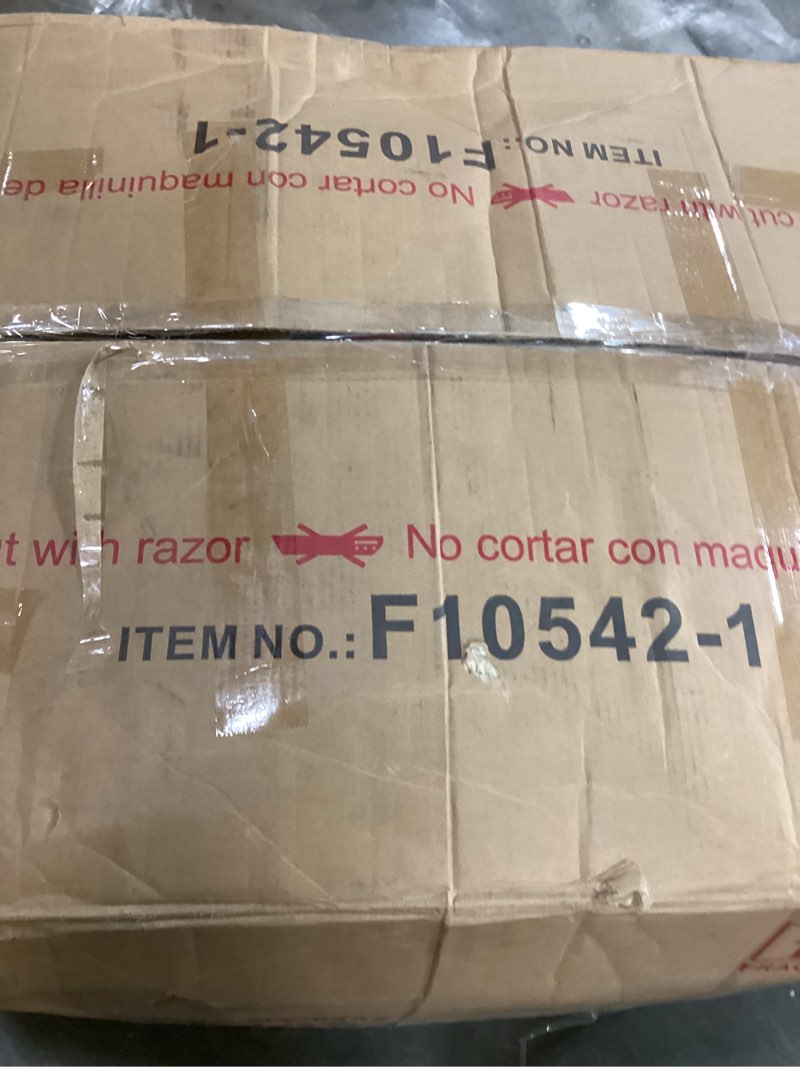 ITEM NO.: F10542-1
cut with razor No cortar con maquinilla de
with razor No cortar con
ITEM NO.: F10542-1